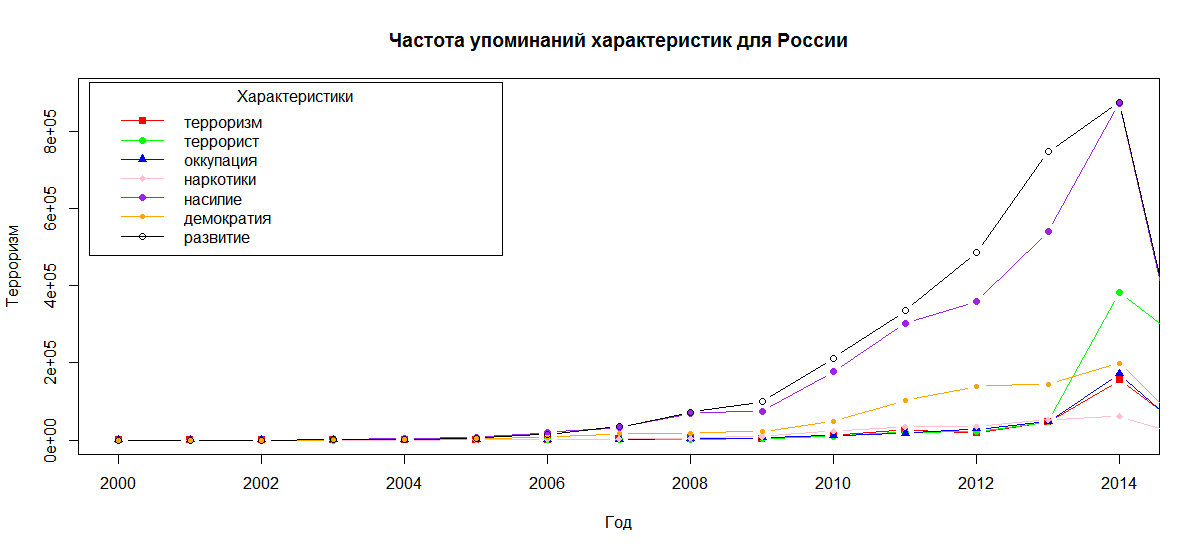 Частота упоминаний характеристик для России
Характеристики
терроризм
террорист
оккупация
наркотики
насилие
демократия
развитие
Терроризм
8e+05
6e+05
4e+05
2e+05
0e+00
2000 2002 2004 2006 2008 2010 2012 2014
Год